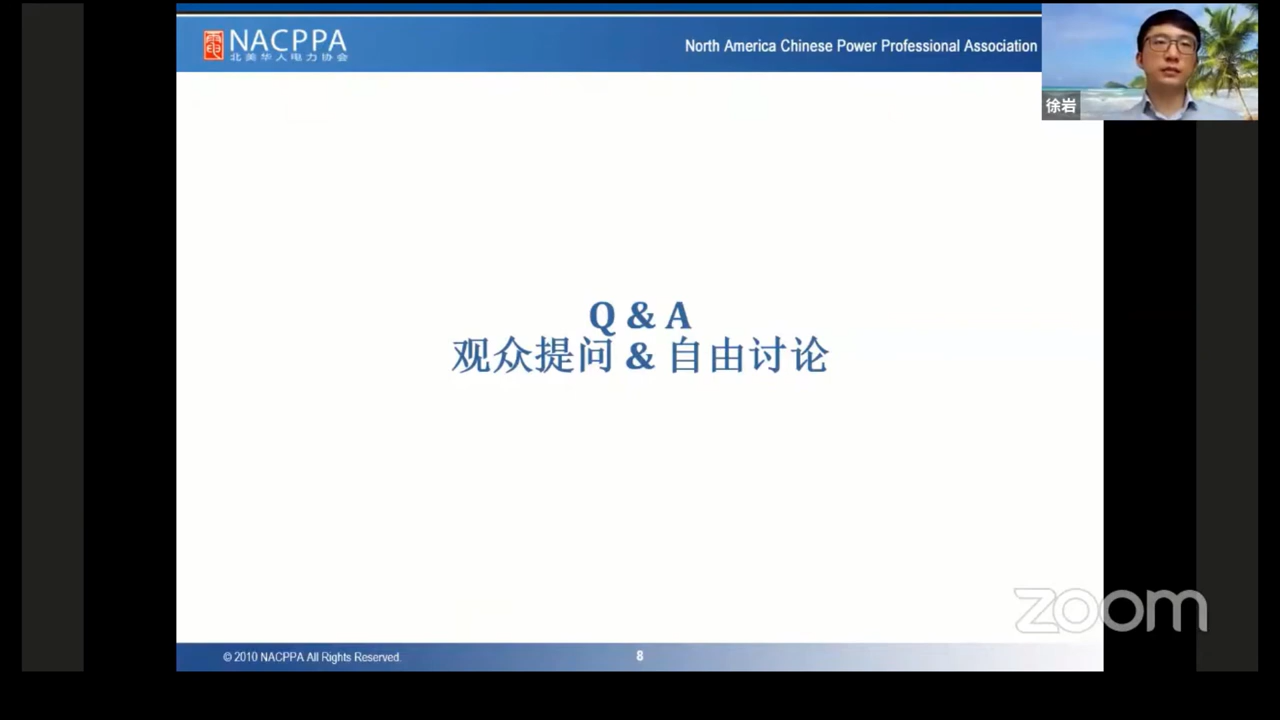 NACPPA
北美华人电力协会
North America Chinese Power Professional Association
徐岩
Q & A
观众提问 & 自由讨论
zoom
© 2010 NACPPA All Rights Reserved.
8